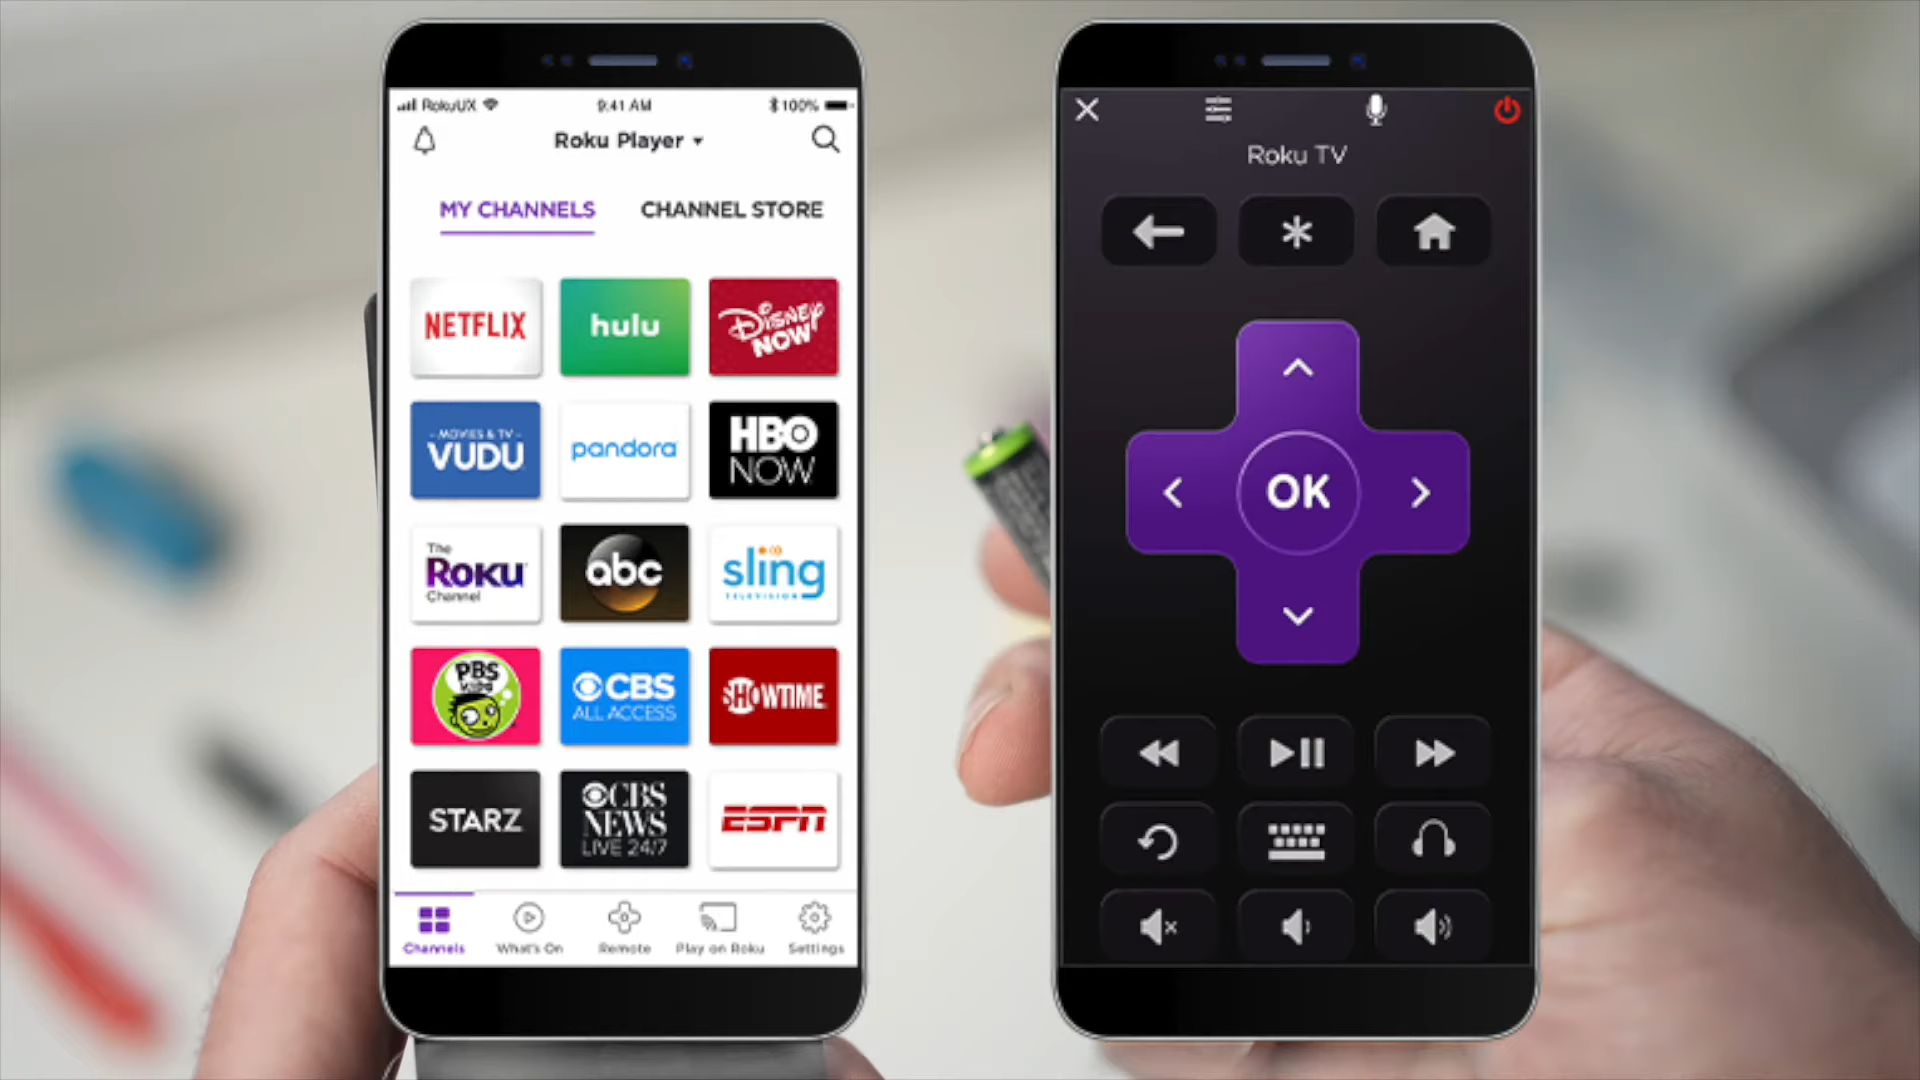 RokuUX
9:41 AM
100%
Roku Player
MY CHANNELS
CHANNEL STORE
NETFLIX
hulu
DISNEY
NOW
- MOVIES & TV -
VUDU
pandora
HBO
NOW
The
ROKU
Channel
abc
sling
TELEVISION
PBS
KIDS
CBS
ALL ACCESS
SHOWTIME
STARZ
CBS
NEWS
LIVE 24/7
ESPN
Channels
What's On
Remote
Play on Roku
Settings
Roku TV
OK